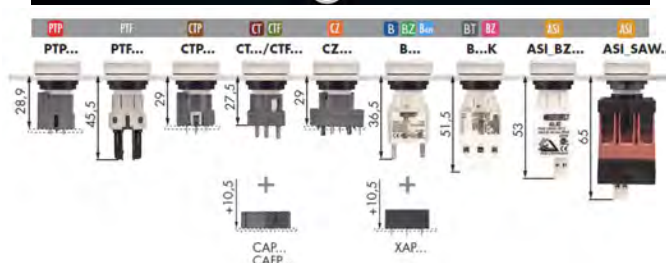 PTP PTF CTP CT CTF CZ B BZ B4M BT BZ ASI ASI
PTP... PTF... CTP... CT.../CTF... CZ... B... B...K ASI_BZ... ASI_SAW...
28,9 45,5 29 27,5 29 36,5 51,5 53 65
+ +
+10,5 +10,5
CAP... XAP...
CAFP...